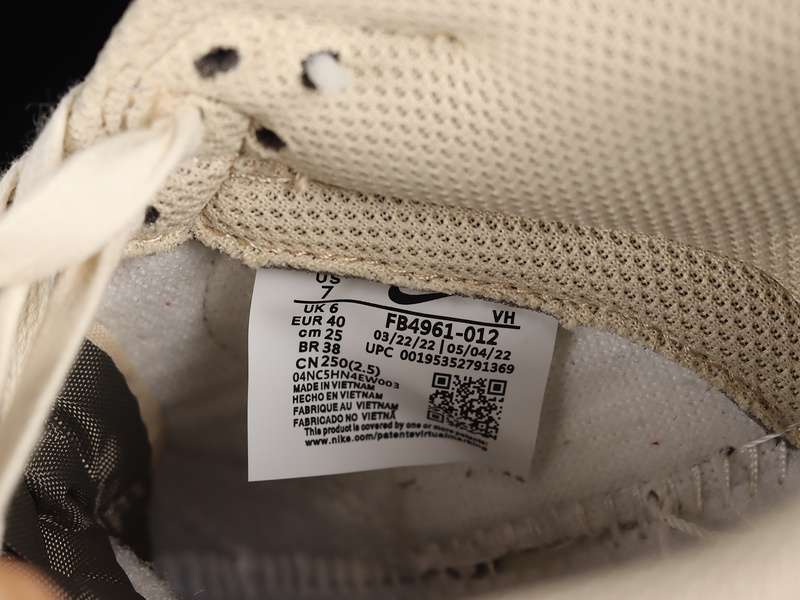 US
7
UK 6
EUR 40
cm 25
BR 38
CN 250(2.5)
VH
FB4961-012
03/22/22 | 05/04/22
UPC 00195352791369
04NC5HN4EW003
MADE IN VIETNAM
HECHO EN VIETNAM
FABRIQUE AU VIETNAM
FABRICADO NO VIETNÃ
This product is covered by one or more patents:
www.nike.com/patentsvirtualmarking